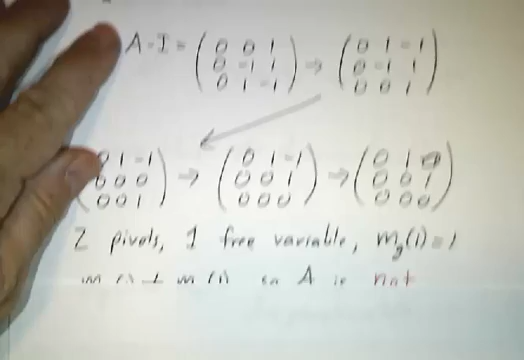 A - I = (0 0 1; 0 -1 1; 0 1 -1) → (0 1 -1; 0 -1 1; 0 0 1)
0 1 -1; 0 0 0; 0 0 1) → (0 1 -1; 0 0 1; 0 0 0) → (0 1 0; 0 0 1; 0 0 0)
2 pivots, 1 free variable, m_g(1) = 1
so A is not